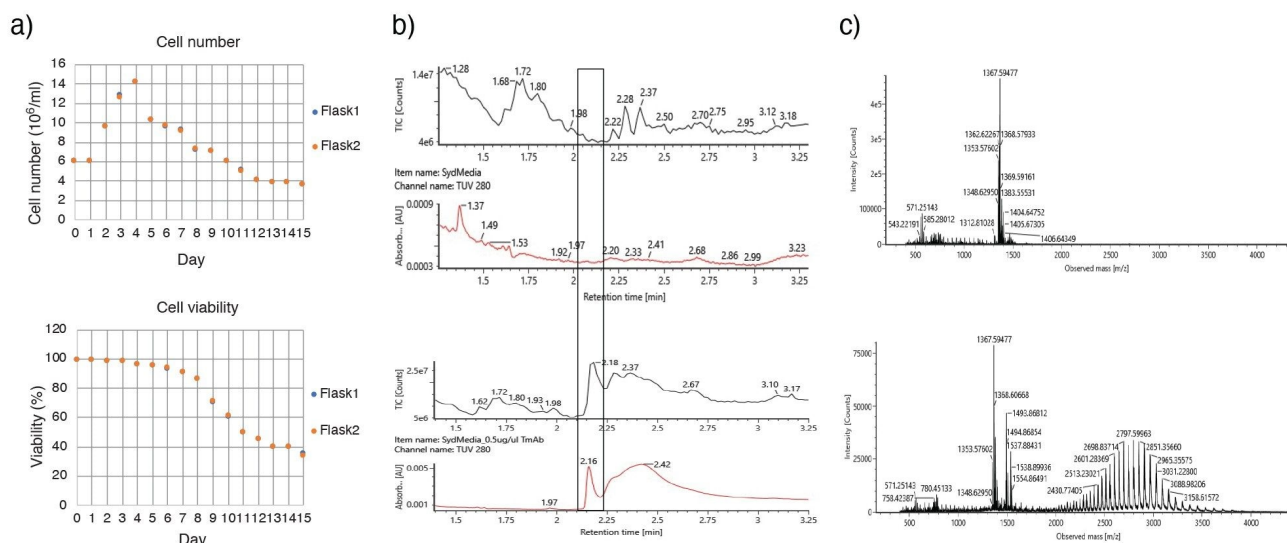 a)
Cell number
Cell number (10⁶/ml)
16
14
12
10
8
6
4
2
0
0 1 2 3 4 5 6 7 8 9 10 11 12 13 14 15
Day
Flask1
Flask2
Cell viability
Viability (%)
120
100
80
60
40
20
0
0 1 2 3 4 5 6 7 8 9 10 11 12 13 14 15
Day
Flask1
Flask2
b)
TIC [Counts]
1.4e7
4e6
1.28
1.68
1.72
1.80
1.98
2.22
2.28
2.37
2.50
2.70
2.75
2.95
3.12
3.18
1.5 1.75 2 2.25 2.5 2.75 3 3.25
Item name: SydMedia
Channel name: TUV 280
Absorb... [AU]
0.0009
0.0003
1.37
1.49
1.53
1.92
1.97
2.20
2.33
2.41
2.68
2.86
2.99
3.23
1.5 1.75 2 2.25 2.5 2.75 3 3.25
Retention time [min]
TIC [Counts]
2.5e7
5e6
1.62
1.72
1.80
1.93
1.98
2.18
2.37
2.67
3.10
3.17
1.5 1.75 2 2.25 2.5 2.75 3 3.25
Item name: SydMedia_0.5ug/ul TmAb
Channel name: TUV 280
Absorb... [AU]
0.005
0.001
1.97
2.16
2.42
1.5 1.75 2 2.25 2.5 2.75 3 3.25
Retention time [min]
c)
Intensity [Counts]
4e5
2e5
100000
0
1367.59477
1362.62267
1368.57933
1353.57602
1369.59161
1348.62950
1383.55531
571.25143
585.28012
543.22191
1312.81028
1404.64752
1405.67305
1406.64349
500 1000 1500 2000 2500 3000 3500 4000
Observed mass [m/z]
Intensity [Counts]
75000
50000
25000
0
1367.59477
1368.60668
1493.86812
1494.86854
1537.88431
1353.57602
1538.89936
1554.86491
571.25143
780.45133
758.42387
1348.62950
2430.77405
2513.23021
2601.28369
2698.83714
2797.59963
2851.35660
2965.35575
3031.22800
3088.98206
3158.61572
500 1000 1500 2000 2500 3000 3500 4000
Observed mass [m/z]